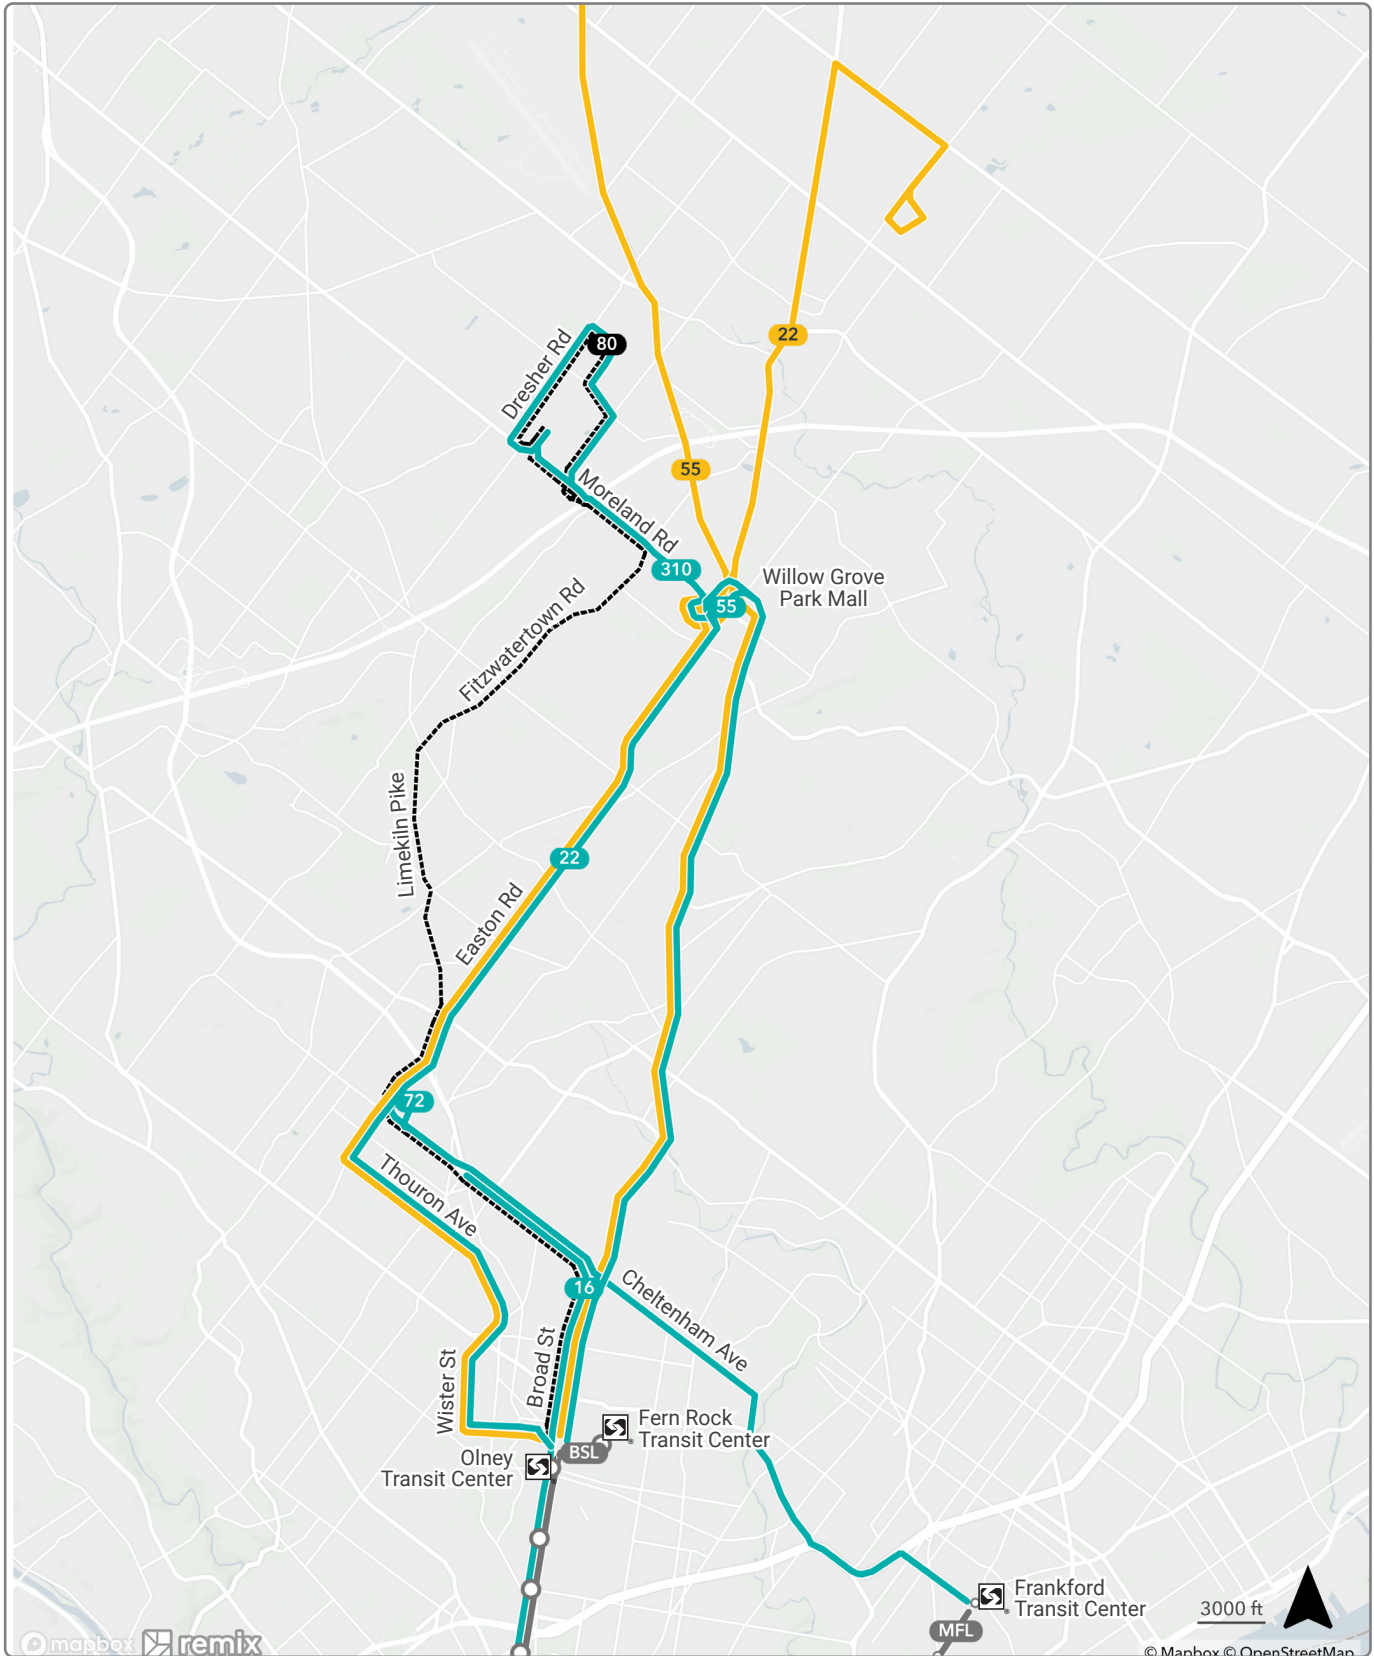 22
80
Dresher Rd
55
Moreland Rd
310
Willow Grove
Park Mall
55
Fitzwatertown Rd
Limekiln Pike
22
Easton Rd
72
Thouron Ave
16
Cheltenham Ave
Broad St
Wister St
Fern Rock
Transit Center
BSL
Olney
Transit Center
Frankford
Transit Center
MFL
3000 ft
mapbox remix
© Mapbox © OpenStreetMap